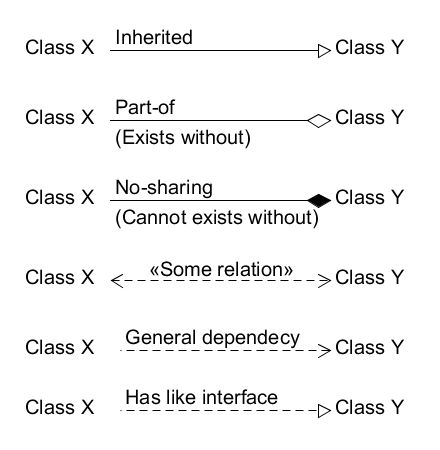 Inherited
Class X Class Y
Part-of
Class X Class Y
(Exists without)
No-sharing
Class X Class Y
(Cannot exists without)
«Some relation»
Class X Class Y
General dependecy
Class X Class Y
Has like interface
Class X Class Y